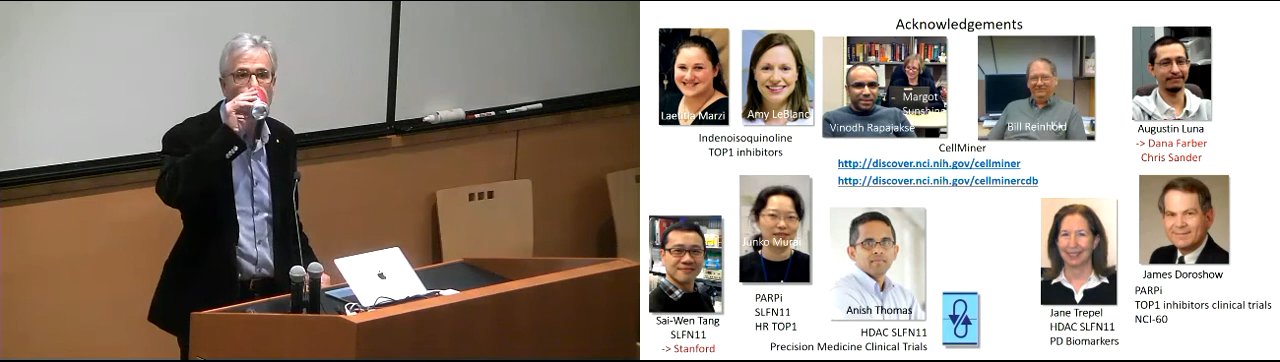 Acknowledgements
Laetitia Marzi
Amy LeBlanc
Indenoisoquinoline
TOP1 inhibitors
Vinodh Rapajakse
Margot
Sunshine
Bill Reinhold
CellMiner
http://discover.nci.nih.gov/cellminer
http://discover.nci.nih.gov/cellminercdb
Augustin Luna
-> Dana Farber
Chris Sander
Sai-Wen Tang
SLFN11
-> Stanford
Junko Murai
PARPi
SLFN11
HR TOP1
Anish Thomas
HDAC SLFN11
Precision Medicine Clinical Trials
Jane Trepel
HDAC SLFN11
PD Biomarkers
James Doroshow
PARPi
TOP1 inhibitors clinical trials
NCI-60